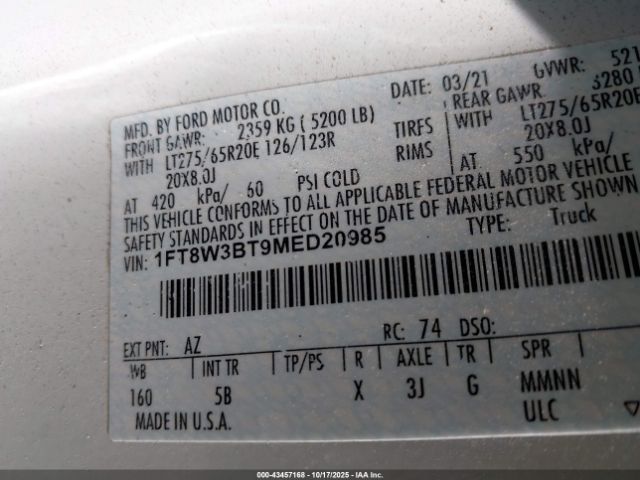 MFD. BY FORD MOTOR CO.
DATE: 03/21 GVWR: 521
FRONT GAWR: 2359 KG ( 5200 LB) REAR GAWR: 3280
WITH LT275/65R20E 126/123R TIRES WITH LT275/65R20E
20X8.0J RIMS 20X8.0J
AT 420 kPa/ 60 PSI COLD AT 550 kPa/
THIS VEHICLE CONFORMS TO ALL APPLICABLE FEDERAL MOTOR VEHICLE
SAFETY STANDARDS IN EFFECT ON THE DATE OF MANUFACTURE SHOWN
VIN: 1FT8W3BT9MED20985 TYPE: Truck
EXT PNT: AZ RC: 74 DSO:
WB INT TR TP/PS R AXLE TR SPR
160 5B X 3J G MMNN
MADE IN U.S.A. ULC
000-43457168 - 10/17/2025 - IAAI, Inc.